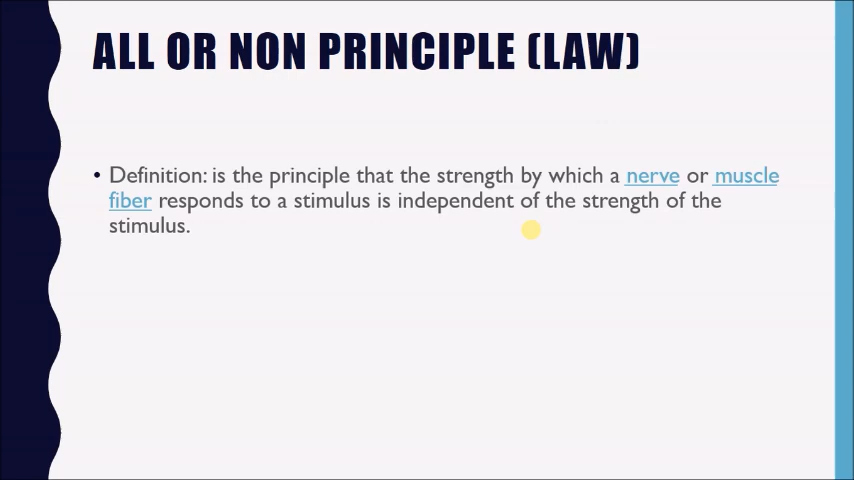 ALL OR NON PRINCIPLE (LAW)
• Definition: is the principle that the strength by which a nerve or muscle
fiber responds to a stimulus is independent of the strength of the
stimulus.